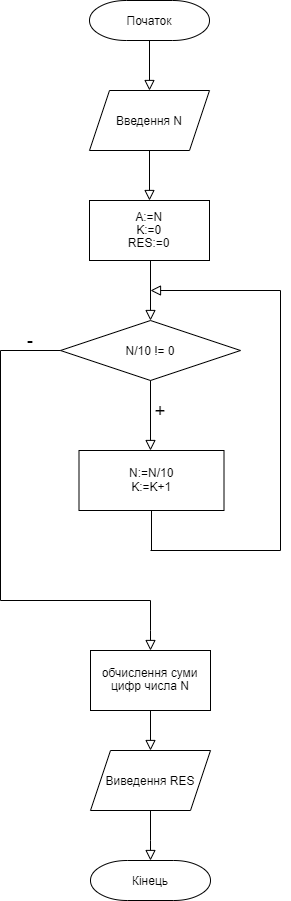 Початок
Введення N
A:=N
K:=0
RES:=0
N/10 != 0
-
+
N:=N/10
K:=K+1
обчислення суми
цифр числа N
Виведення RES
Кінець